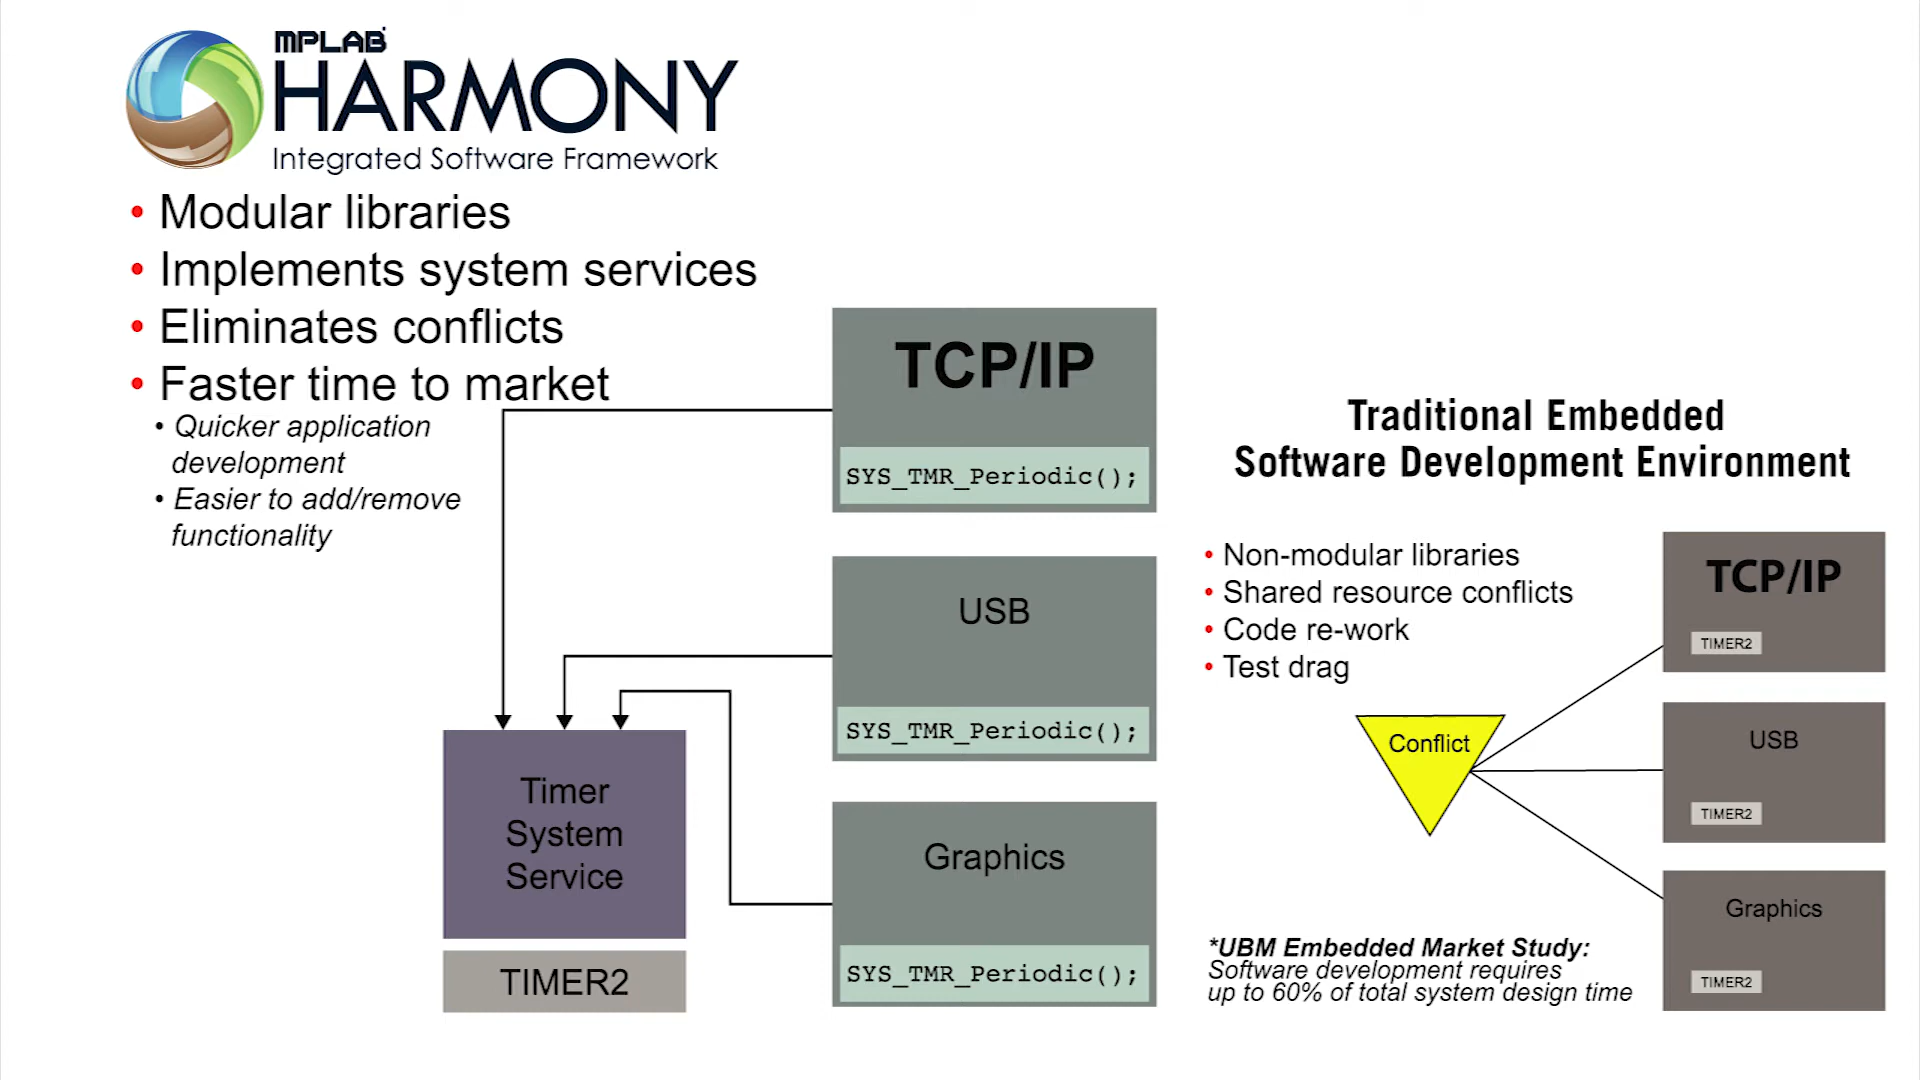 MPLAB
HARMONY
Integrated Software Framework
• Modular libraries
• Implements system services
• Eliminates conflicts
• Faster time to market
• Quicker application
development
• Easier to add/remove
functionality
TCP/IP
SYS_TMR_Periodic();
USB
SYS_TMR_Periodic();
Graphics
SYS_TMR_Periodic();
Timer
System
Service
TIMER2
Traditional Embedded
Software Development Environment
• Non-modular libraries
• Shared resource conflicts
• Code re-work
• Test drag
Conflict
TCP/IP
TIMER2
USB
TIMER2
Graphics
TIMER2
*UBM Embedded Market Study:
Software development requires
up to 60% of total system design time